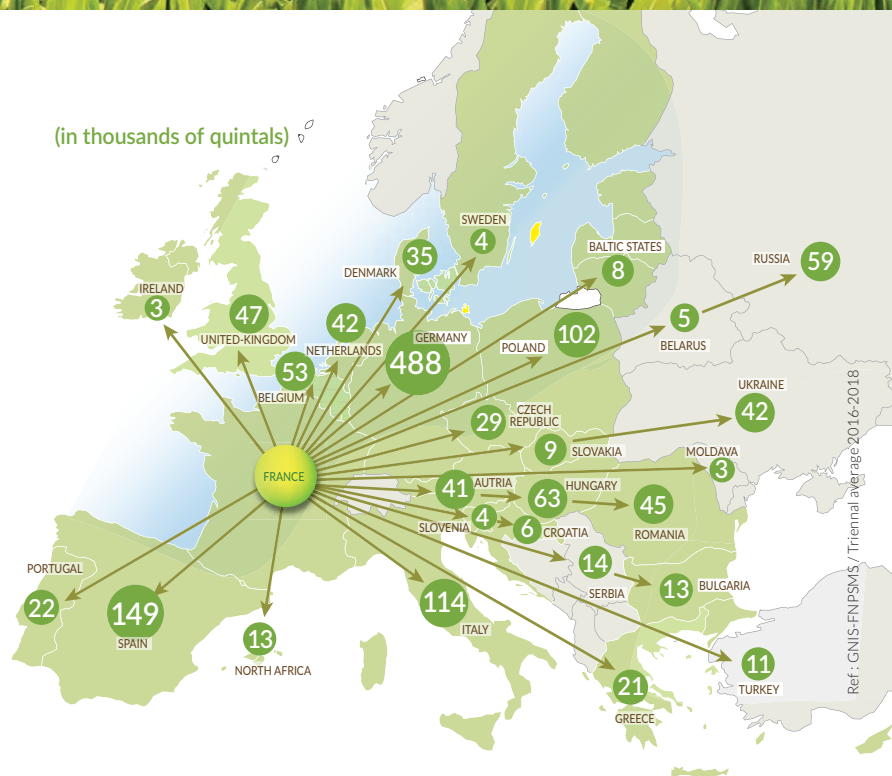 (in thousands of quintals)
SWEDEN
4
BALTIC STATES
8
RUSSIA
59
DENMARK
35
IRELAND
3
47
UNITED-KINGDOM
42
NETHERLANDS
GERMANY
488
POLAND
102
5
BELARUS
53
BELGIUM
UKRAINE
42
29
CZECH
REPUBLIC
9
SLOVAKIA
MOLDAVA
3
FRANCE
41
AUTRIA
63
HUNGARY
45
ROMANIA
SLOVENIA
4
6
CROATIA
14
SERBIA
13
BULGARIA
PORTUGAL
22
149
SPAIN
13
NORTH AFRICA
114
ITALY
21
GREECE
11
TURKEY
Ref : GNIS-FNPSMS / Triennal average 2016-2018